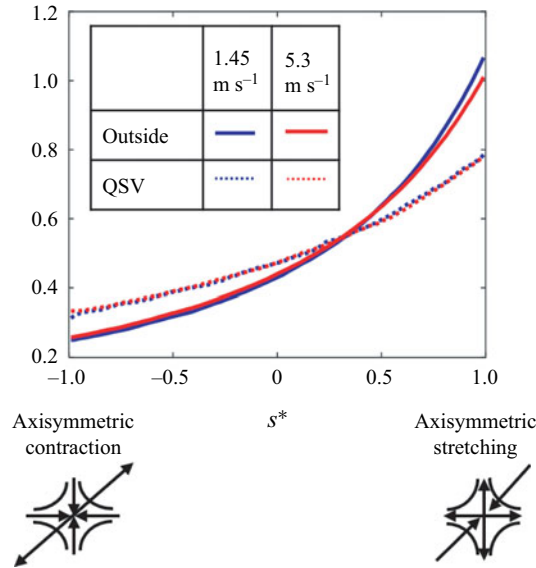 1.2
1.0
0.8
0.6
0.4
0.2
1.45
m s⁻¹
5.3
m s⁻¹
Outside
QSV
−1.0 −0.5 0 0.5 1.0
s*
Axisymmetric
contraction
Axisymmetric
stretching